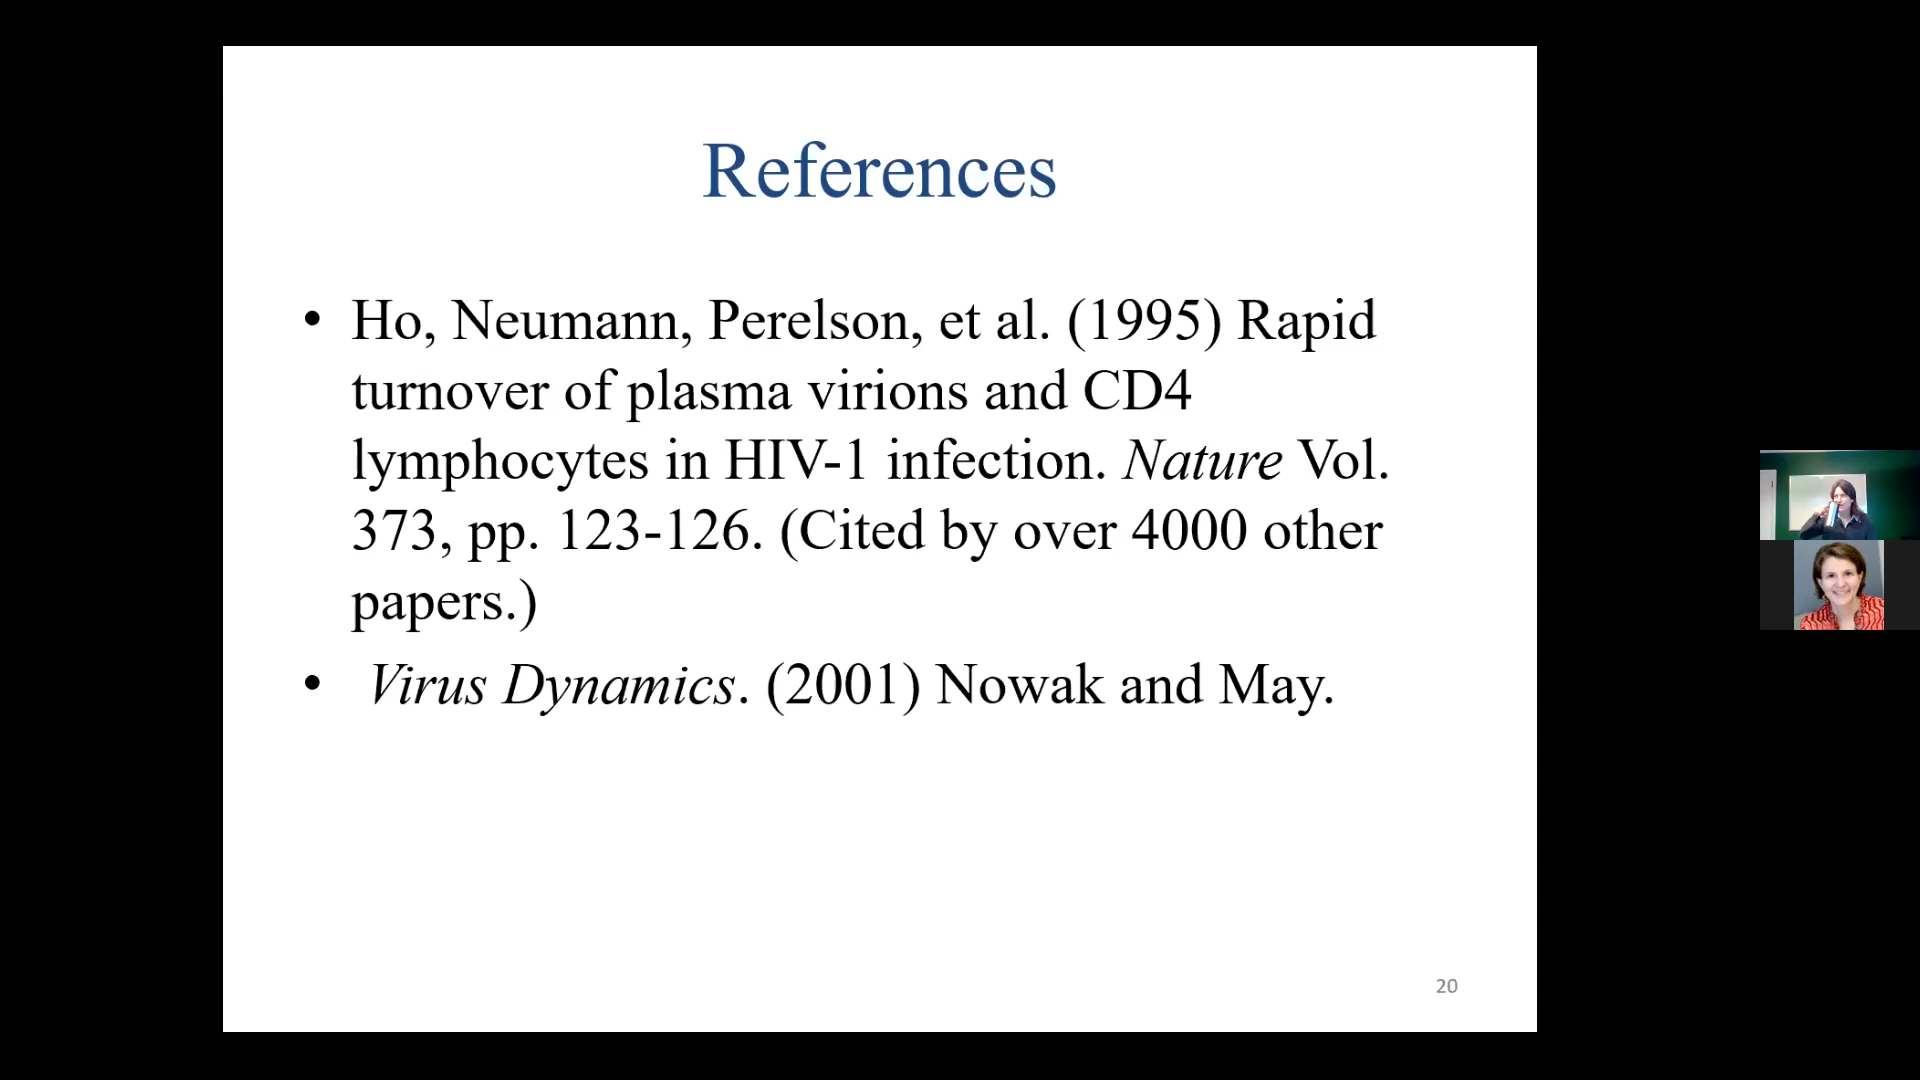 References
• Ho, Neumann, Perelson, et al. (1995) Rapid
turnover of plasma virions and CD4
lymphocytes in HIV-1 infection. Nature Vol.
373, pp. 123-126. (Cited by over 4000 other
papers.)
• Virus Dynamics. (2001) Nowak and May.
20